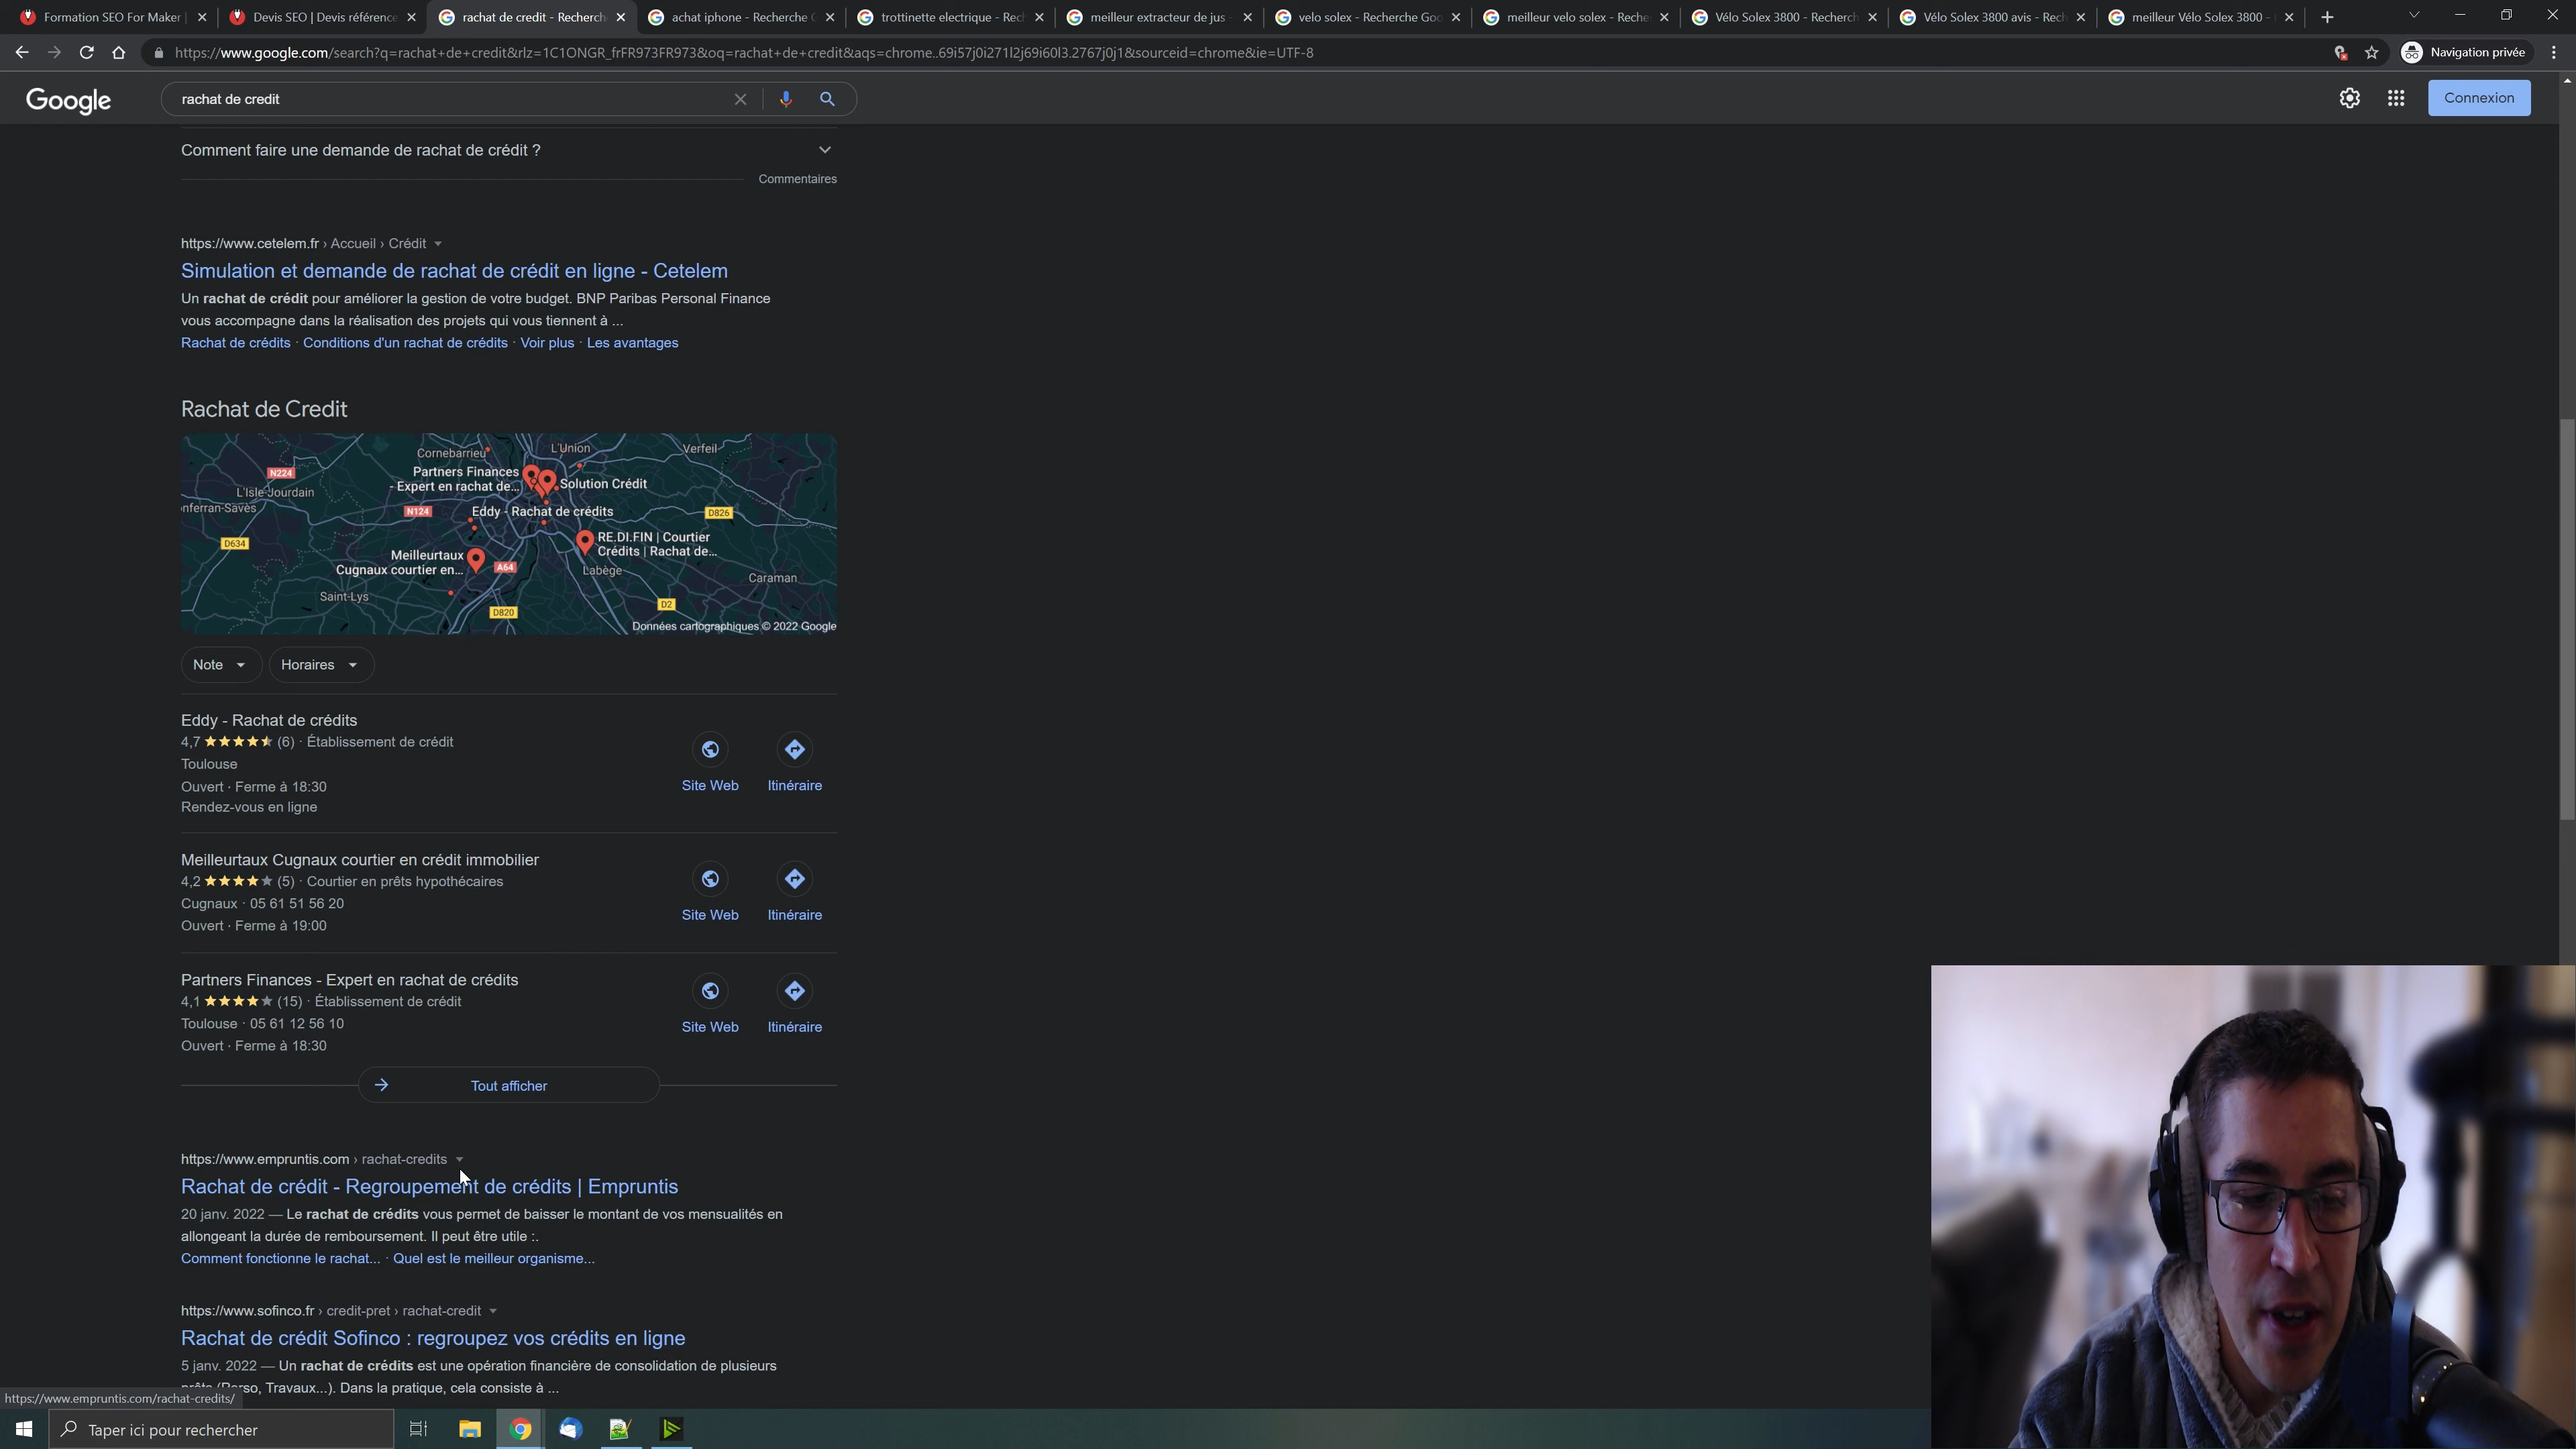 Formation SEO For Maker |
Devis SEO | Devis référence
rachat de credit - Recherch
achat iphone - Recherche G
trottinette electrique - Rech
meilleur extracteur de jus -
velo solex - Recherche Goo
meilleur velo solex - Reche
Vélo Solex 3800 - Recherch
Vélo Solex 3800 avis - Rech
meilleur Vélo Solex 3800 -
https://www.google.com/search?q=rachat+de+credit&rlz=1C1ONGR_frFR973FR973&oq=rachat+de+credit&aqs=chrome..69i57j0i271l2j69i60l3.2767j0j1&sourceid=chrome&ie=UTF-8
Navigation privée
Google
rachat de credit
Connexion
Comment faire une demande de rachat de crédit ?
Commentaires
https://www.cetelem.fr › Accueil › Crédit
Simulation et demande de rachat de crédit en ligne - Cetelem
Un rachat de crédit pour améliorer la gestion de votre budget. BNP Paribas Personal Finance
vous accompagne dans la réalisation des projets qui vous tiennent à ...
Rachat de crédits · Conditions d'un rachat de crédits · Voir plus · Les avantages
Rachat de Credit
Cornebarrieu
L'Union
Verfeil
N224
Partners Finances
- Expert en rachat de...
Solution Crédit
L'Isle-Jourdain
nferran-Savès
N124
Eddy - Rachat de crédits
D826
D634
RE.DI.FIN | Courtier
Crédits | Rachat de...
Meilleurtaux
Cugnaux courtier en...
A64
Labège
Caraman
Saint-Lys
D820
D2
Données cartographiques © 2022 Google
Note
Horaires
Eddy - Rachat de crédits
4,7 (6) · Établissement de crédit
Toulouse
Ouvert · Ferme à 18:30
Rendez-vous en ligne
Site Web
Itinéraire
Meilleurtaux Cugnaux courtier en crédit immobilier
4,2 (5) · Courtier en prêts hypothécaires
Cugnaux · 05 61 51 56 20
Ouvert · Ferme à 19:00
Site Web
Itinéraire
Partners Finances - Expert en rachat de crédits
4,1 (15) · Établissement de crédit
Toulouse · 05 61 12 56 10
Ouvert · Ferme à 18:30
Site Web
Itinéraire
Tout afficher
https://www.empruntis.com › rachat-credits
Rachat de crédit - Regroupement de crédits | Empruntis
20 janv. 2022 — Le rachat de crédits vous permet de baisser le montant de vos mensualités en
allongeant la durée de remboursement. Il peut être utile :.
Comment fonctionne le rachat... · Quel est le meilleur organisme...
https://www.sofinco.fr › credit-pret › rachat-credit
Rachat de crédit Sofinco : regroupez vos crédits en ligne
5 janv. 2022 — Un rachat de crédits est une opération financière de consolidation de plusieurs
Travaux...). Dans la pratique, cela consiste à ...
https://www.empruntis.com/rachat-credits/
Taper ici pour rechercher